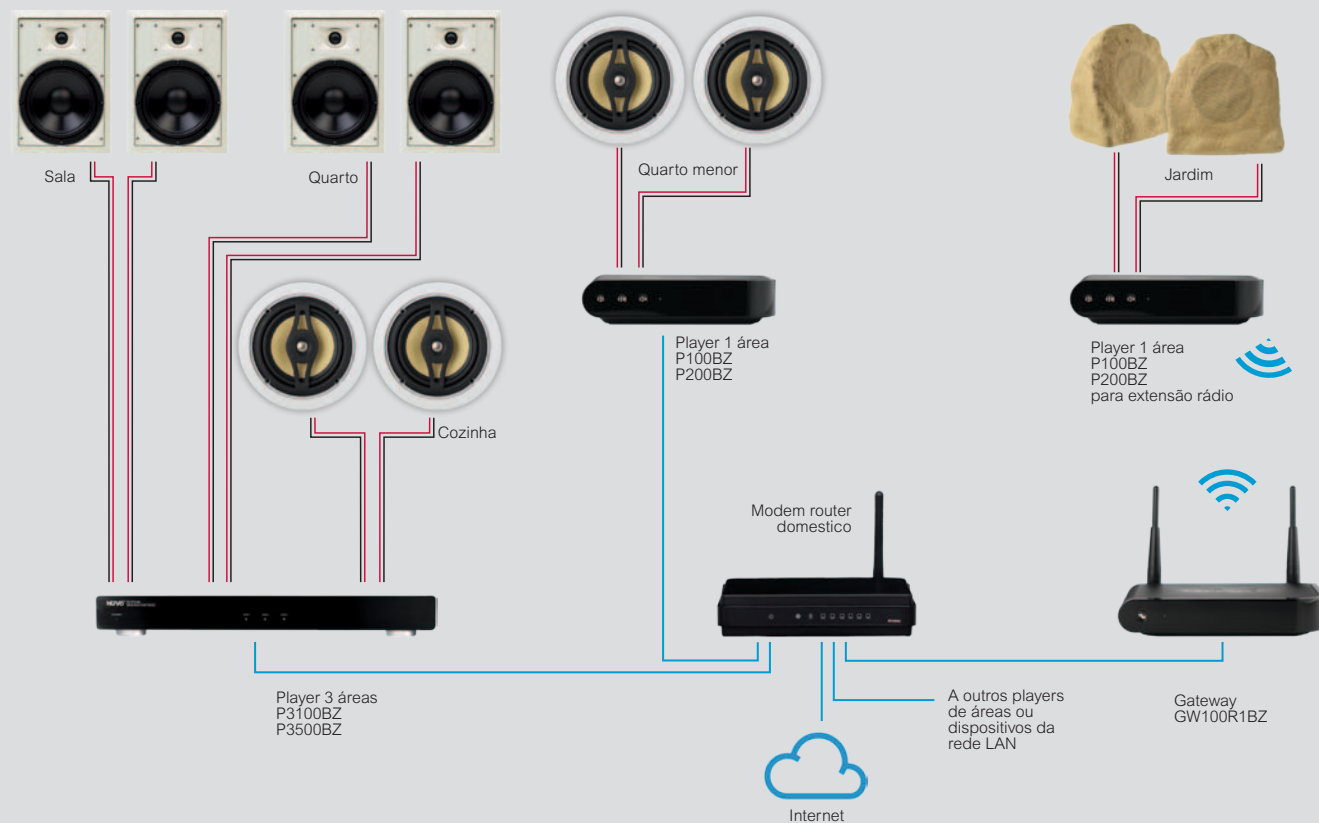 Sala
Quarto
Quarto menor
Jardim
Cozinha
Player 1 área
P100BZ
P200BZ
Player 1 área
P100BZ
P200BZ
para extensão rádio
Modem router
domestico
NUVO
Player 3 áreas
P3100BZ
P3500BZ
A outros players
de áreas ou
dispositivos da
rede LAN
Gateway
GW100R1BZ
Internet